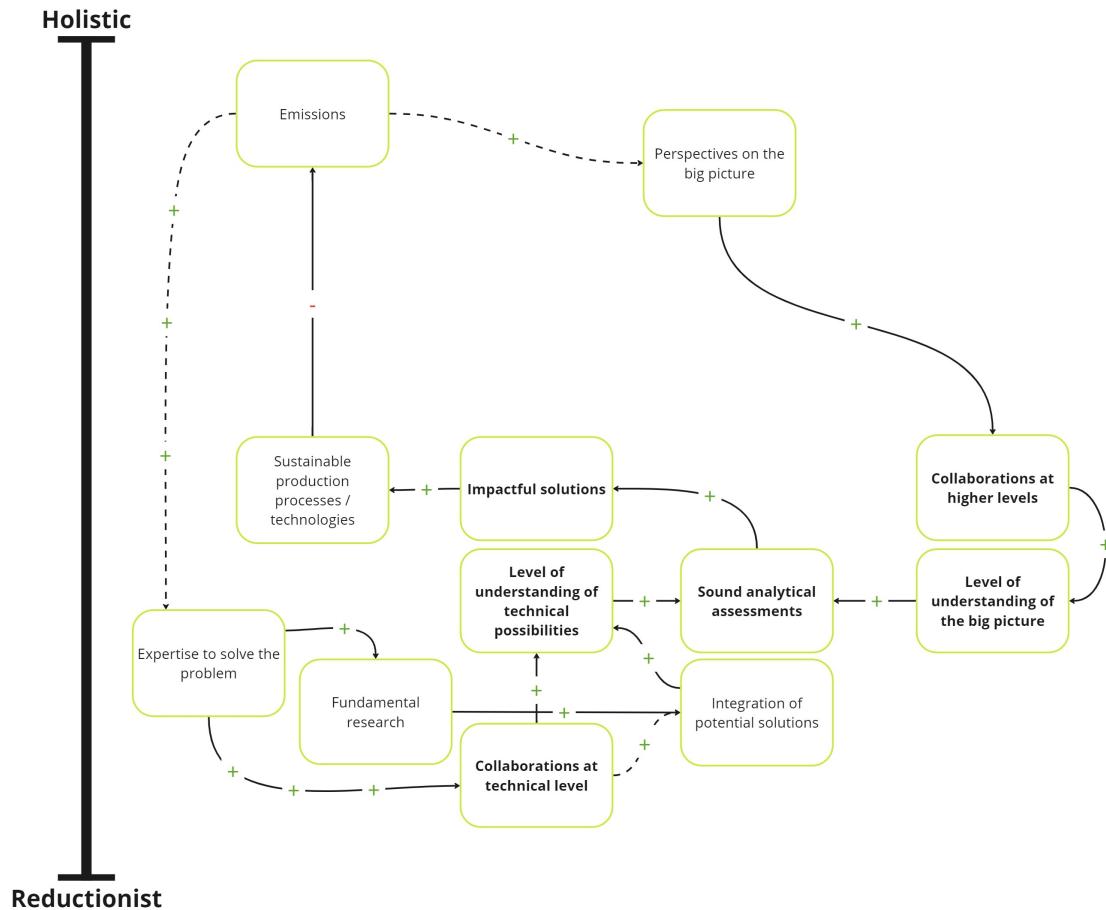 Holistic
Emissions
+
Perspectives on the
big picture
+
+
-
+
+
Sustainable
production
processes /
technologies
+
Impactful solutions
+
Collaborations at
higher levels
+
Level of
understanding of
technical
possibilities
+
Sound analytical
assessments
+
Level of
understanding of
the big picture
Expertise to solve the
problem
+
+
Fundamental
research
+
+
Integration of
potential solutions
+
+
+
+
Collaborations at
technical level
Reductionist